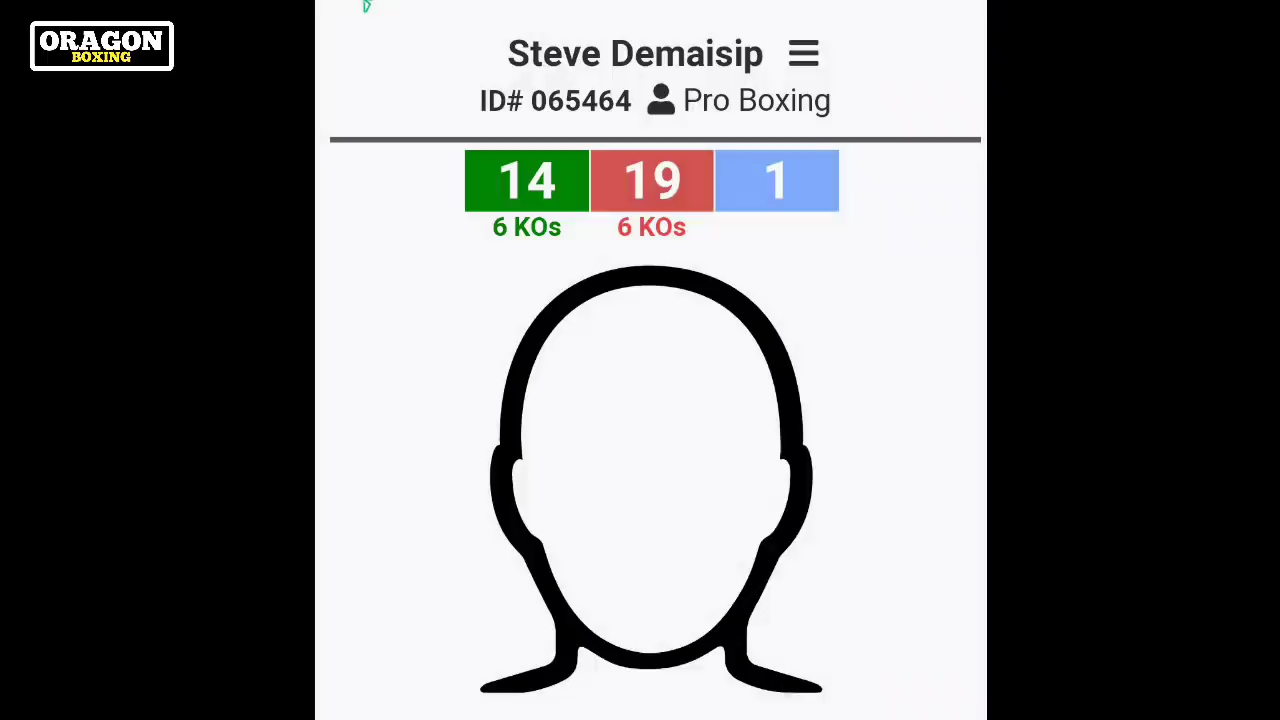 ORAGON
BOXING
Steve Demaisip
ID# 065464 Pro Boxing
14 19 1
6 KOs 6 KOs